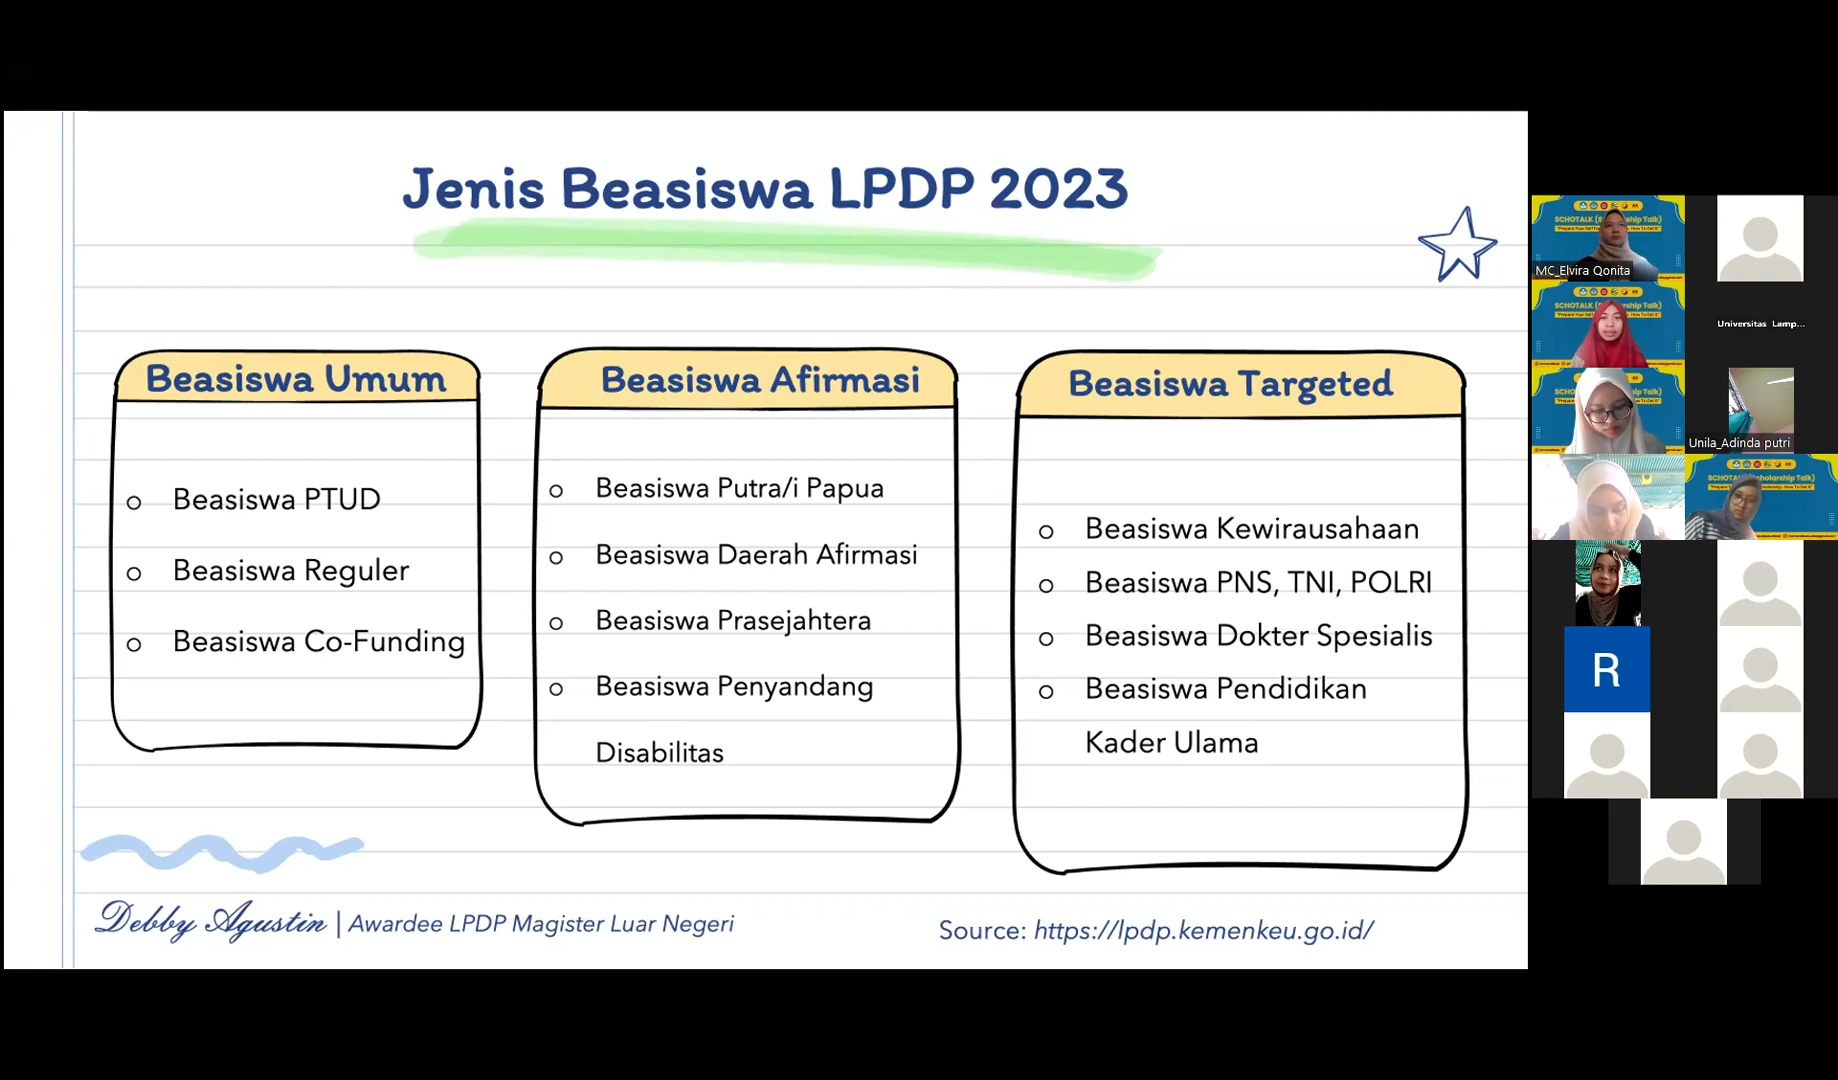 Jenis Beasiswa LPDP 2023
Beasiswa Umum
Beasiswa PTUD
Beasiswa Reguler
Beasiswa Co-Funding
Beasiswa Afirmasi
Beasiswa Putra/i Papua
Beasiswa Daerah Afirmasi
Beasiswa Prasejahtera
Beasiswa Penyandang
Disabilitas
Beasiswa Targeted
Beasiswa Kewirausahaan
Beasiswa PNS, TNI, POLRI
Beasiswa Dokter Spesialis
Beasiswa Pendidikan
Kader Ulama
Debby Agustin | Awardee LPDP Magister Luar Negeri
Source: https://lpdp.kemenkeu.go.id/
MC_Elvira Qonita
Universitas Lamp...
Unila_Adinda putri
R